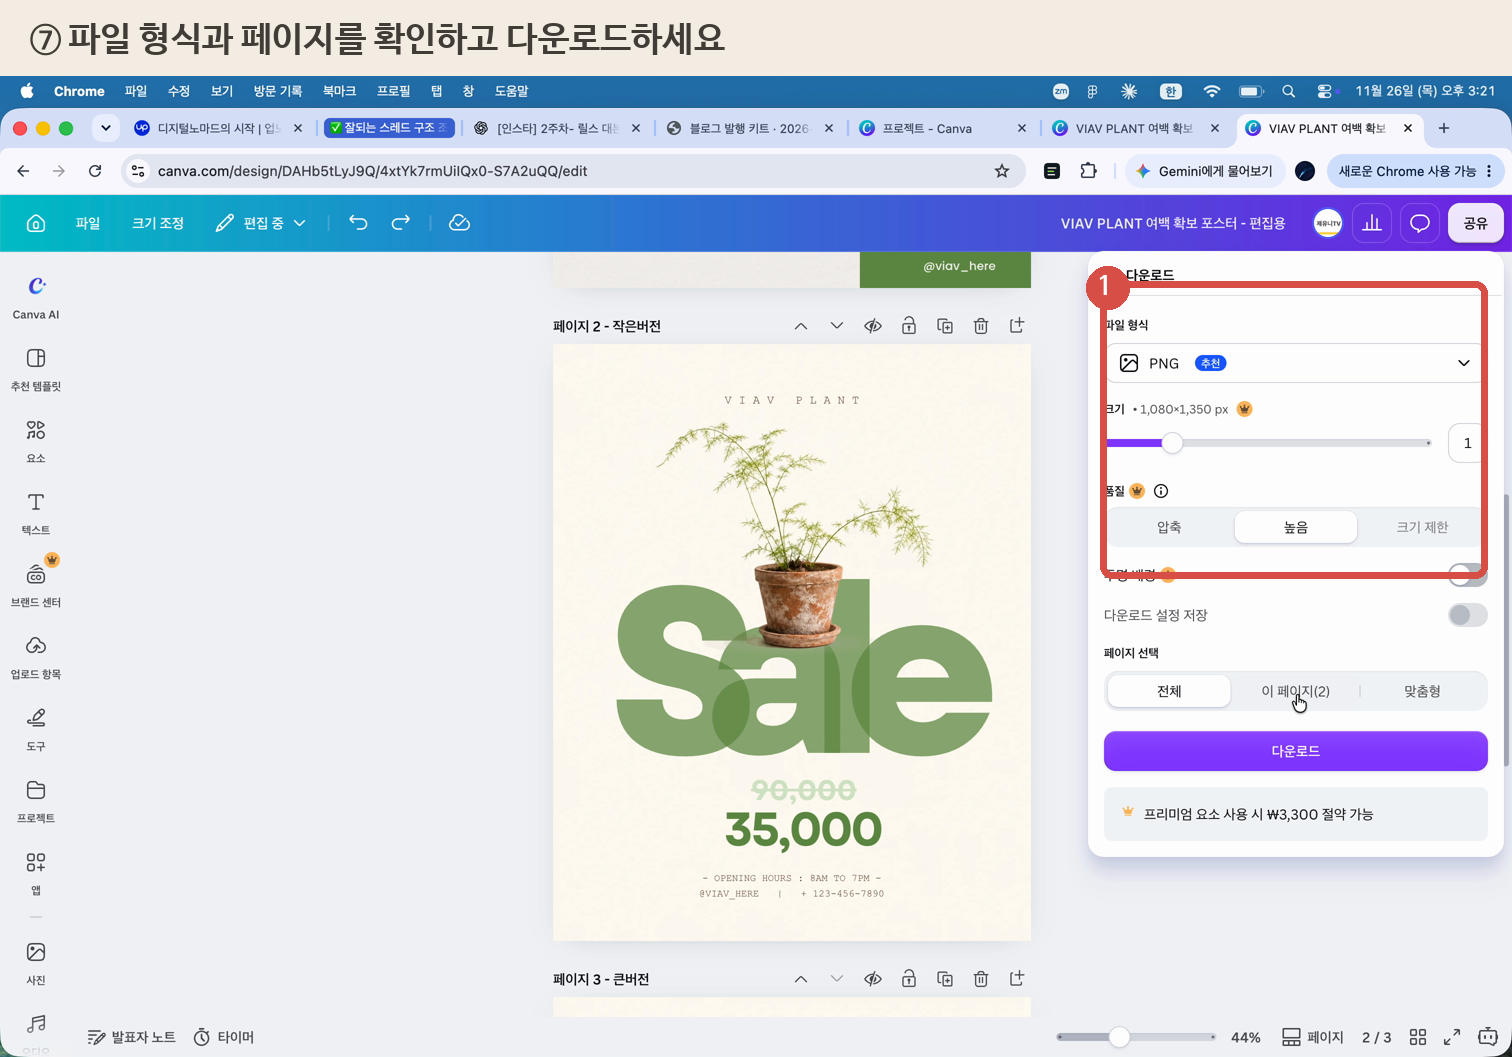 ⑦ 파일 형식과 페이지를 확인하고 다운로드하세요
Chrome 파일 수정 보기 방문 기록 북마크 프로필 탭 창 도움말 zm 한 11월 26일 (목) 오후 3:21
디지털노마드의 시작 | 업 ✅잘되는 스레드 구조 [인스타] 2주차- 릴스 대 블로그 발행 키트 · 2026 프로젝트 - Canva VIAV PLANT 여백 확보 VIAV PLANT 여백 확보
canva.com/design/DAHb5tLyJ9Q/4xtYk7rmUilQx0-S7A2uQQ/edit Gemini에게 물어보기 새로운 Chrome 사용 가능
파일 크기 조정 편집 중 VIAV PLANT 여백 확보 포스터 - 편집용 제유니TV 공유
Canva AI
추천 템플릿
요소
텍스트
브랜드 센터
업로드 항목
도구
프로젝트
앱
사진
오디오
@viav_here
페이지 2 - 작은버전
VIAV PLANT
Sale
90,000
35,000
- OPENING HOURS : 8AM TO 7PM -
@VIAV_HERE | + 123-456-7890
페이지 3 - 큰버전
1
다운로드
파일 형식
PNG 추천
크기 • 1,080×1,350 px
1
품질
압축 높음 크기 제한
투명 배경
다운로드 설정 저장
페이지 선택
전체 이 페이지(2) 맞춤형
다운로드
프리미엄 요소 사용 시 ₩3,300 절약 가능
발표자 노트 타이머 44% 페이지 2 / 3